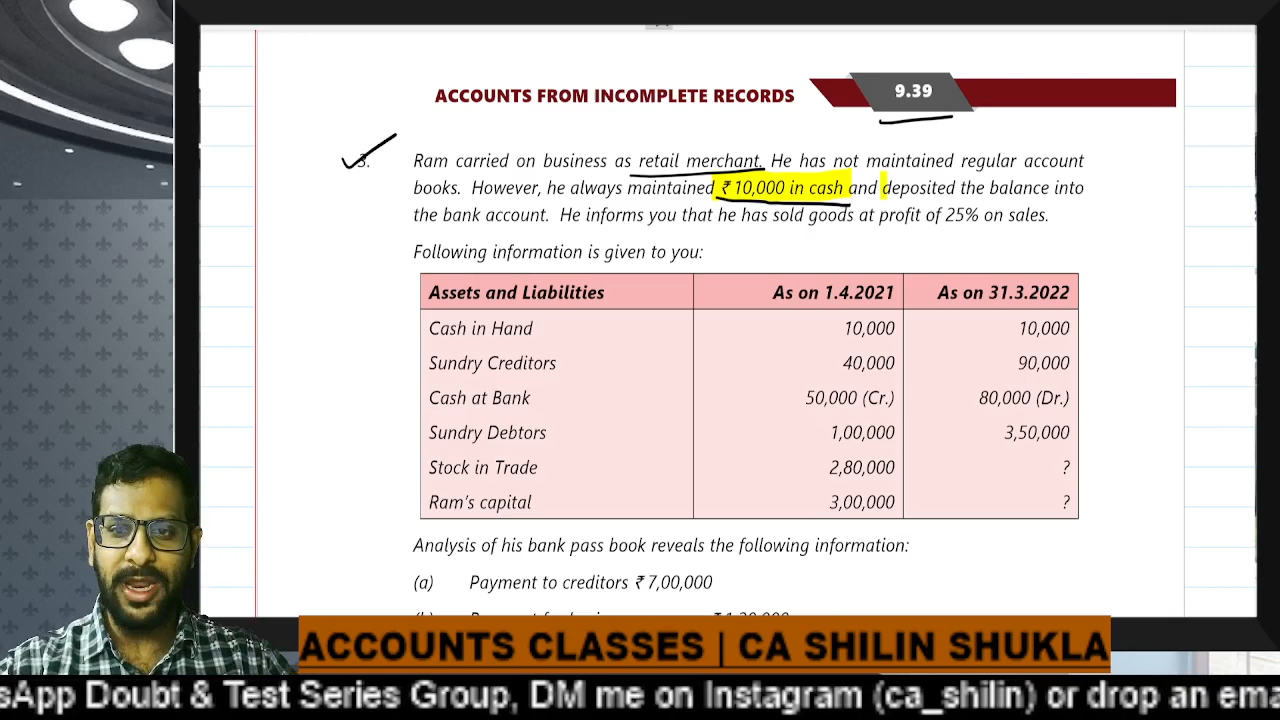 ACCOUNTS FROM INCOMPLETE RECORDS 9.39
3. Ram carried on business as retail merchant. He has not maintained regular account
books. However, he always maintained ₹ 10,000 in cash and deposited the balance into
the bank account. He informs you that he has sold goods at profit of 25% on sales.
Following information is given to you:
Assets and Liabilities As on 1.4.2021 As on 31.3.2022
Cash in Hand 10,000 10,000
Sundry Creditors 40,000 90,000
Cash at Bank 50,000 (Cr.) 80,000 (Dr.)
Sundry Debtors 1,00,000 3,50,000
Stock in Trade 2,80,000 ?
Ram's capital 3,00,000 ?
Analysis of his bank pass book reveals the following information:
(a) Payment to creditors ₹ 7,00,000
ACCOUNTS CLASSES | CA SHILIN SHUKLA
sApp Doubt & Test Series Group, DM me on Instagram (ca_shilin) or drop an ema